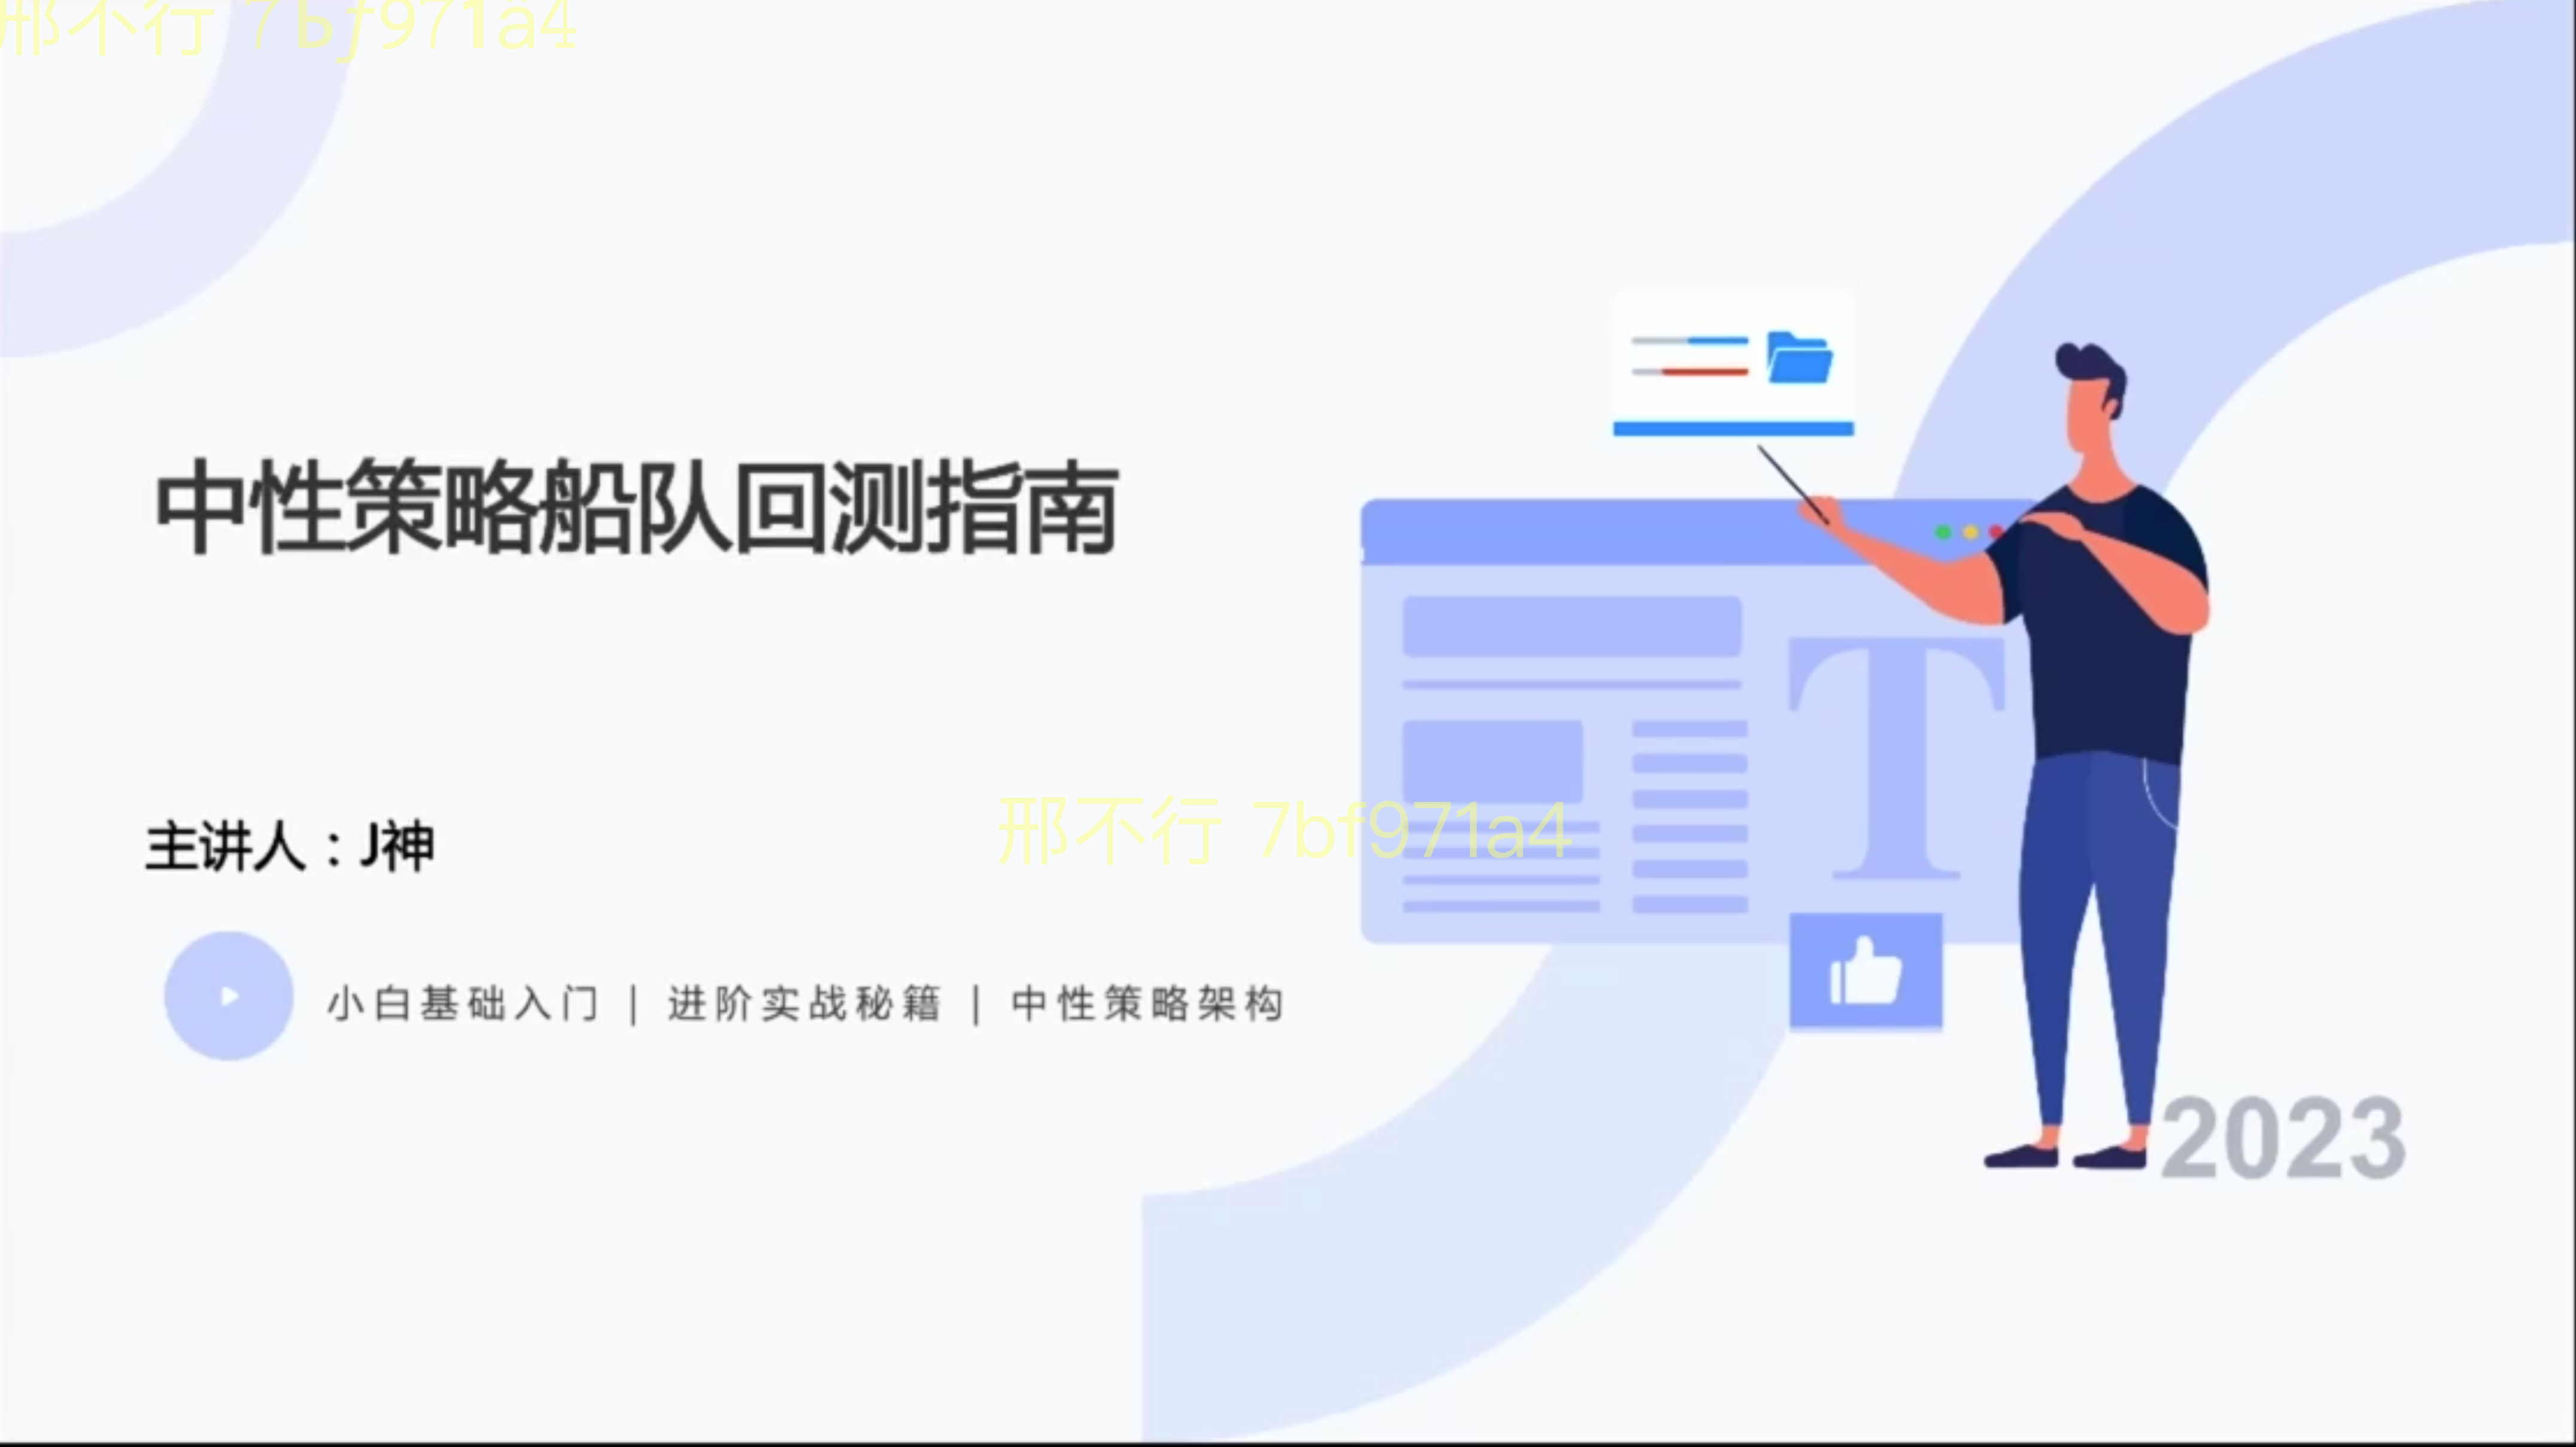 邢不行 7bf971a4
中性策略船队回测指南
T
邢不行 7bf971a4
主讲人：J神
小白基础入门 | 进阶实战秘籍 | 中性策略架构
2023